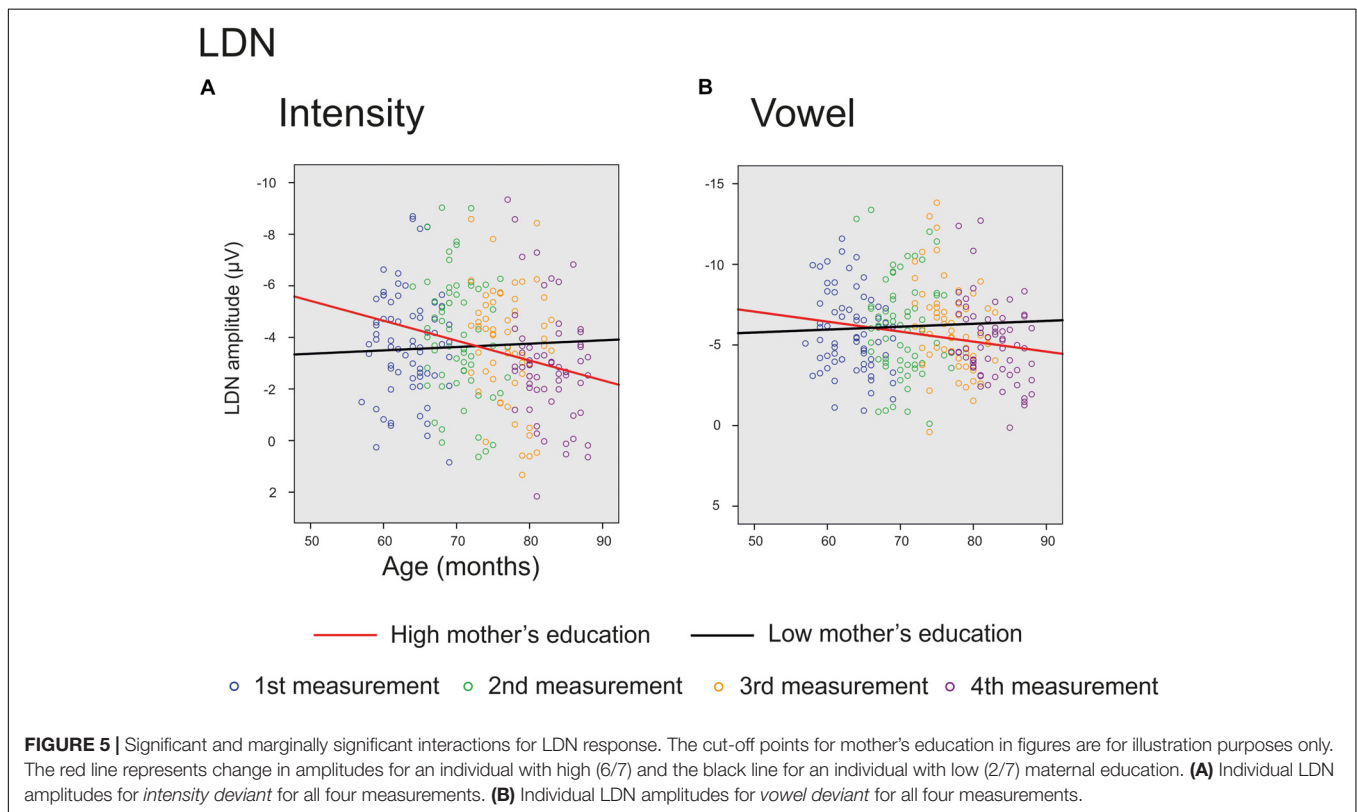 LDN
A
Intensity
B
Vowel
LDN amplitude (µV)
-10
-8
-6
-4
-2
0
2
50 60 70 80 90
Age (months)
-15
-10
-5
0
5
50 60 70 80 90
High mother's education Low mother's education
1st measurement 2nd measurement 3rd measurement 4th measurement
FIGURE 5 | Significant and marginally significant interactions for LDN response. The cut-off points for mother's education in figures are for illustration purposes only.
The red line represents change in amplitudes for an individual with high (6/7) and the black line for an individual with low (2/7) maternal education. (A) Individual LDN
amplitudes for intensity deviant for all four measurements. (B) Individual LDN amplitudes for vowel deviant for all four measurements.